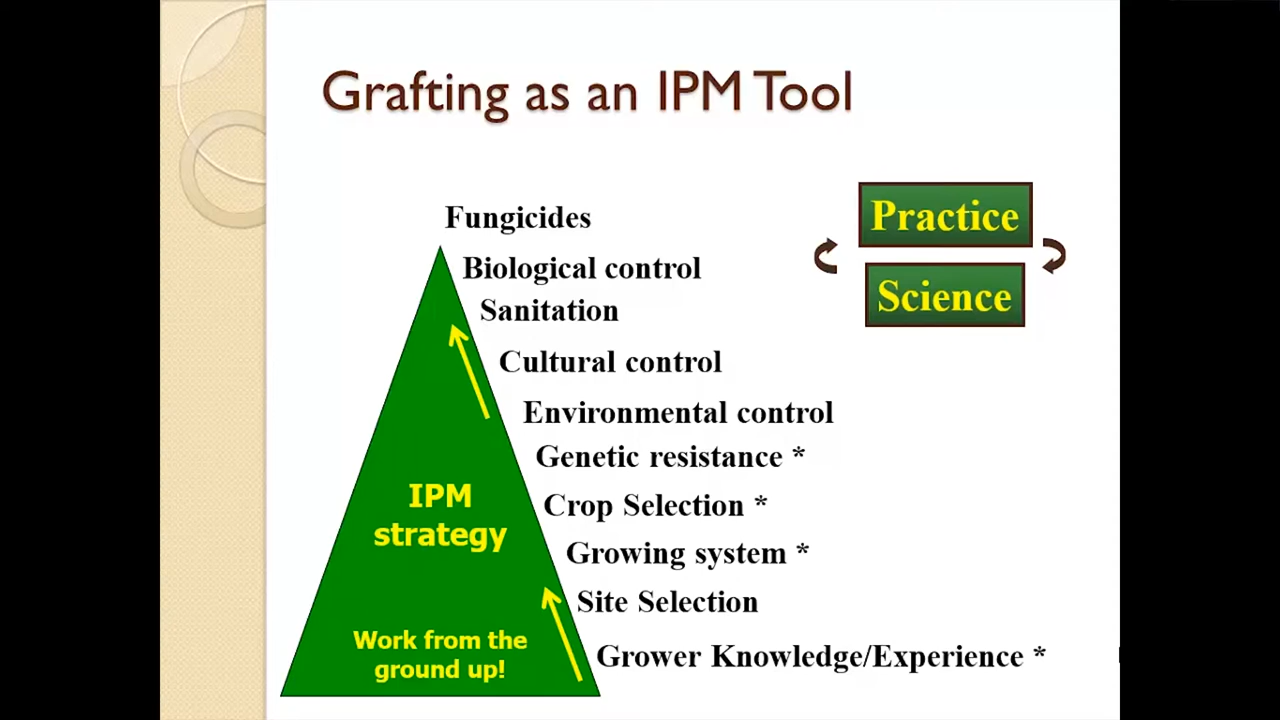 Grafting as an IPM Tool
Fungicides
Biological control
Sanitation
Cultural control
Environmental control
Genetic resistance *
Crop Selection *
Growing system *
Site Selection
Grower Knowledge/Experience *
IPM
strategy
Work from the
ground up!
Practice
Science